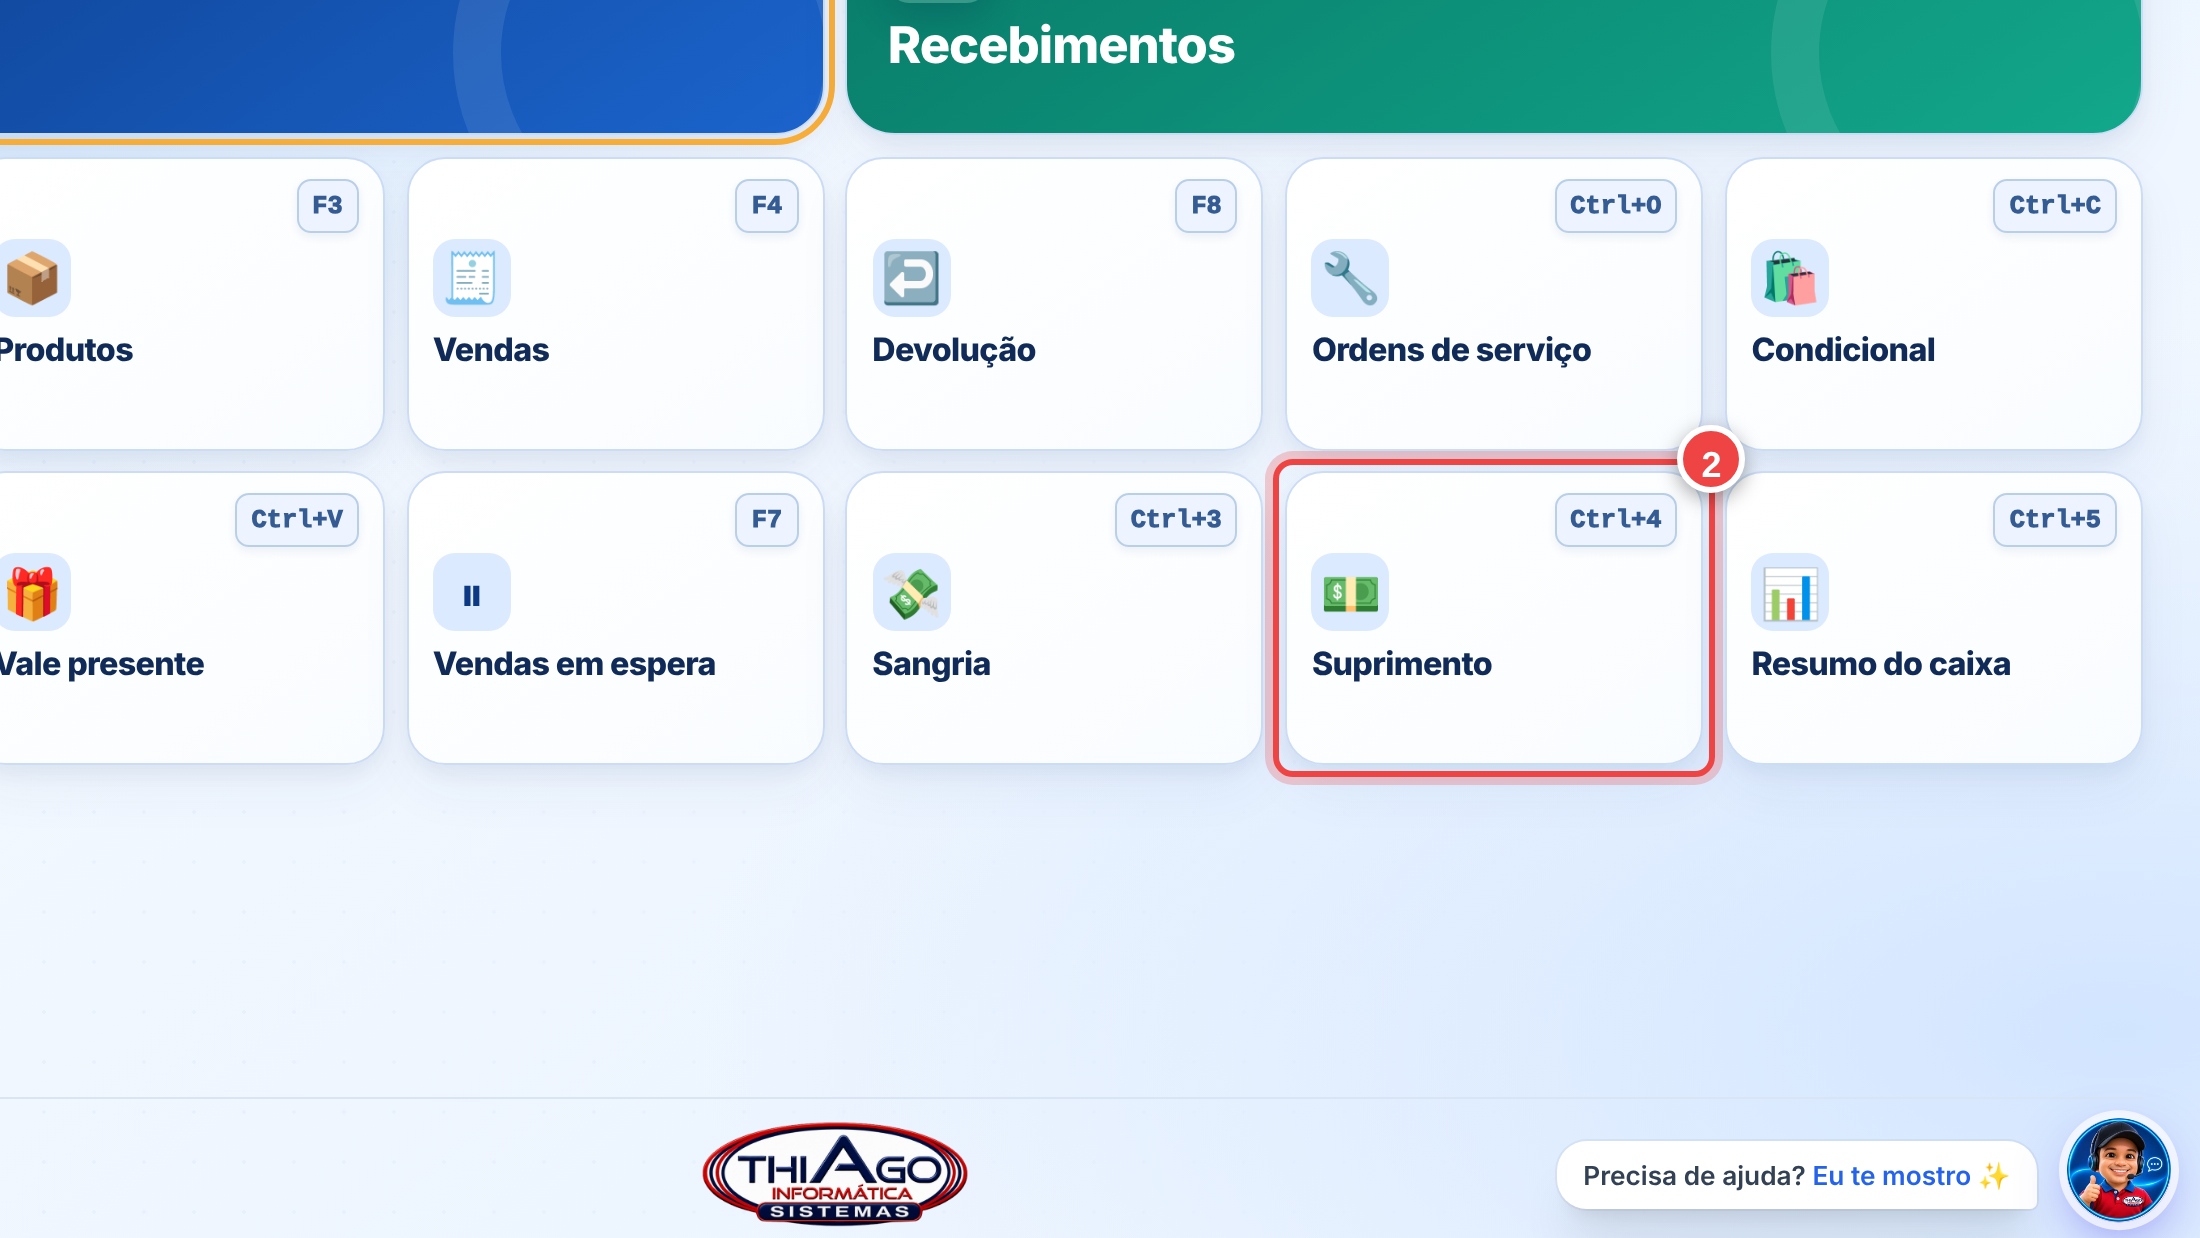 Recebimentos
F3
Produtos
F4
Vendas
F8
Devolução
Ctrl+O
Ordens de serviço
Ctrl+C
Condicional
2
Ctrl+V
Vale presente
F7
Vendas em espera
Ctrl+3
Sangria
Ctrl+4
Suprimento
Ctrl+5
Resumo do caixa
THIAGO
INFORMÁTICA
SISTEMAS
Precisa de ajuda? Eu te mostro ✨